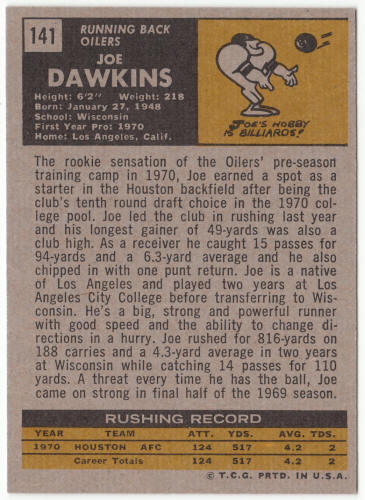 141
RUNNING BACK
OILERS
JOE
DAWKINS
Height: 6'2" Weight: 218
Born: January 27, 1948
School: Wisconsin
First Year Pro: 1970
Home: Los Angeles, Calif.
JOE'S HOBBY
IS BILLIARDS!
The rookie sensation of the Oilers' pre-season
training camp in 1970, Joe earned a spot as a
starter in the Houston backfield after being the
club's tenth round draft choice in the 1970
college pool. Joe led the club in rushing last year
and his longest gainer of 49-yards was also a
club high. As a receiver he caught 15 passes for
94-yards and a 6.3-yard average and he also
chipped in with one punt return. Joe is a native
of Los Angeles and played two years at Los
Angeles City College before transferring to Wis-
consin. He's a big, strong and powerful runner
with good speed and the ability to change di-
rections in a hurry. Joe rushed for 816-yards on
188 carries and a 4.3-yard average in two years
at Wisconsin while catching 14 passes for 110
yards. A threat every time he has the ball, Joe
came on strong in final half of the 1969 season.
RUSHING RECORD
YEAR TEAM ATT. YDS. AVG. TDS.
1970 HOUSTON AFC 124 517 4.2 2
Career Totals 124 517 4.2 2
© T.C.G. PRTD. IN U.S.A.